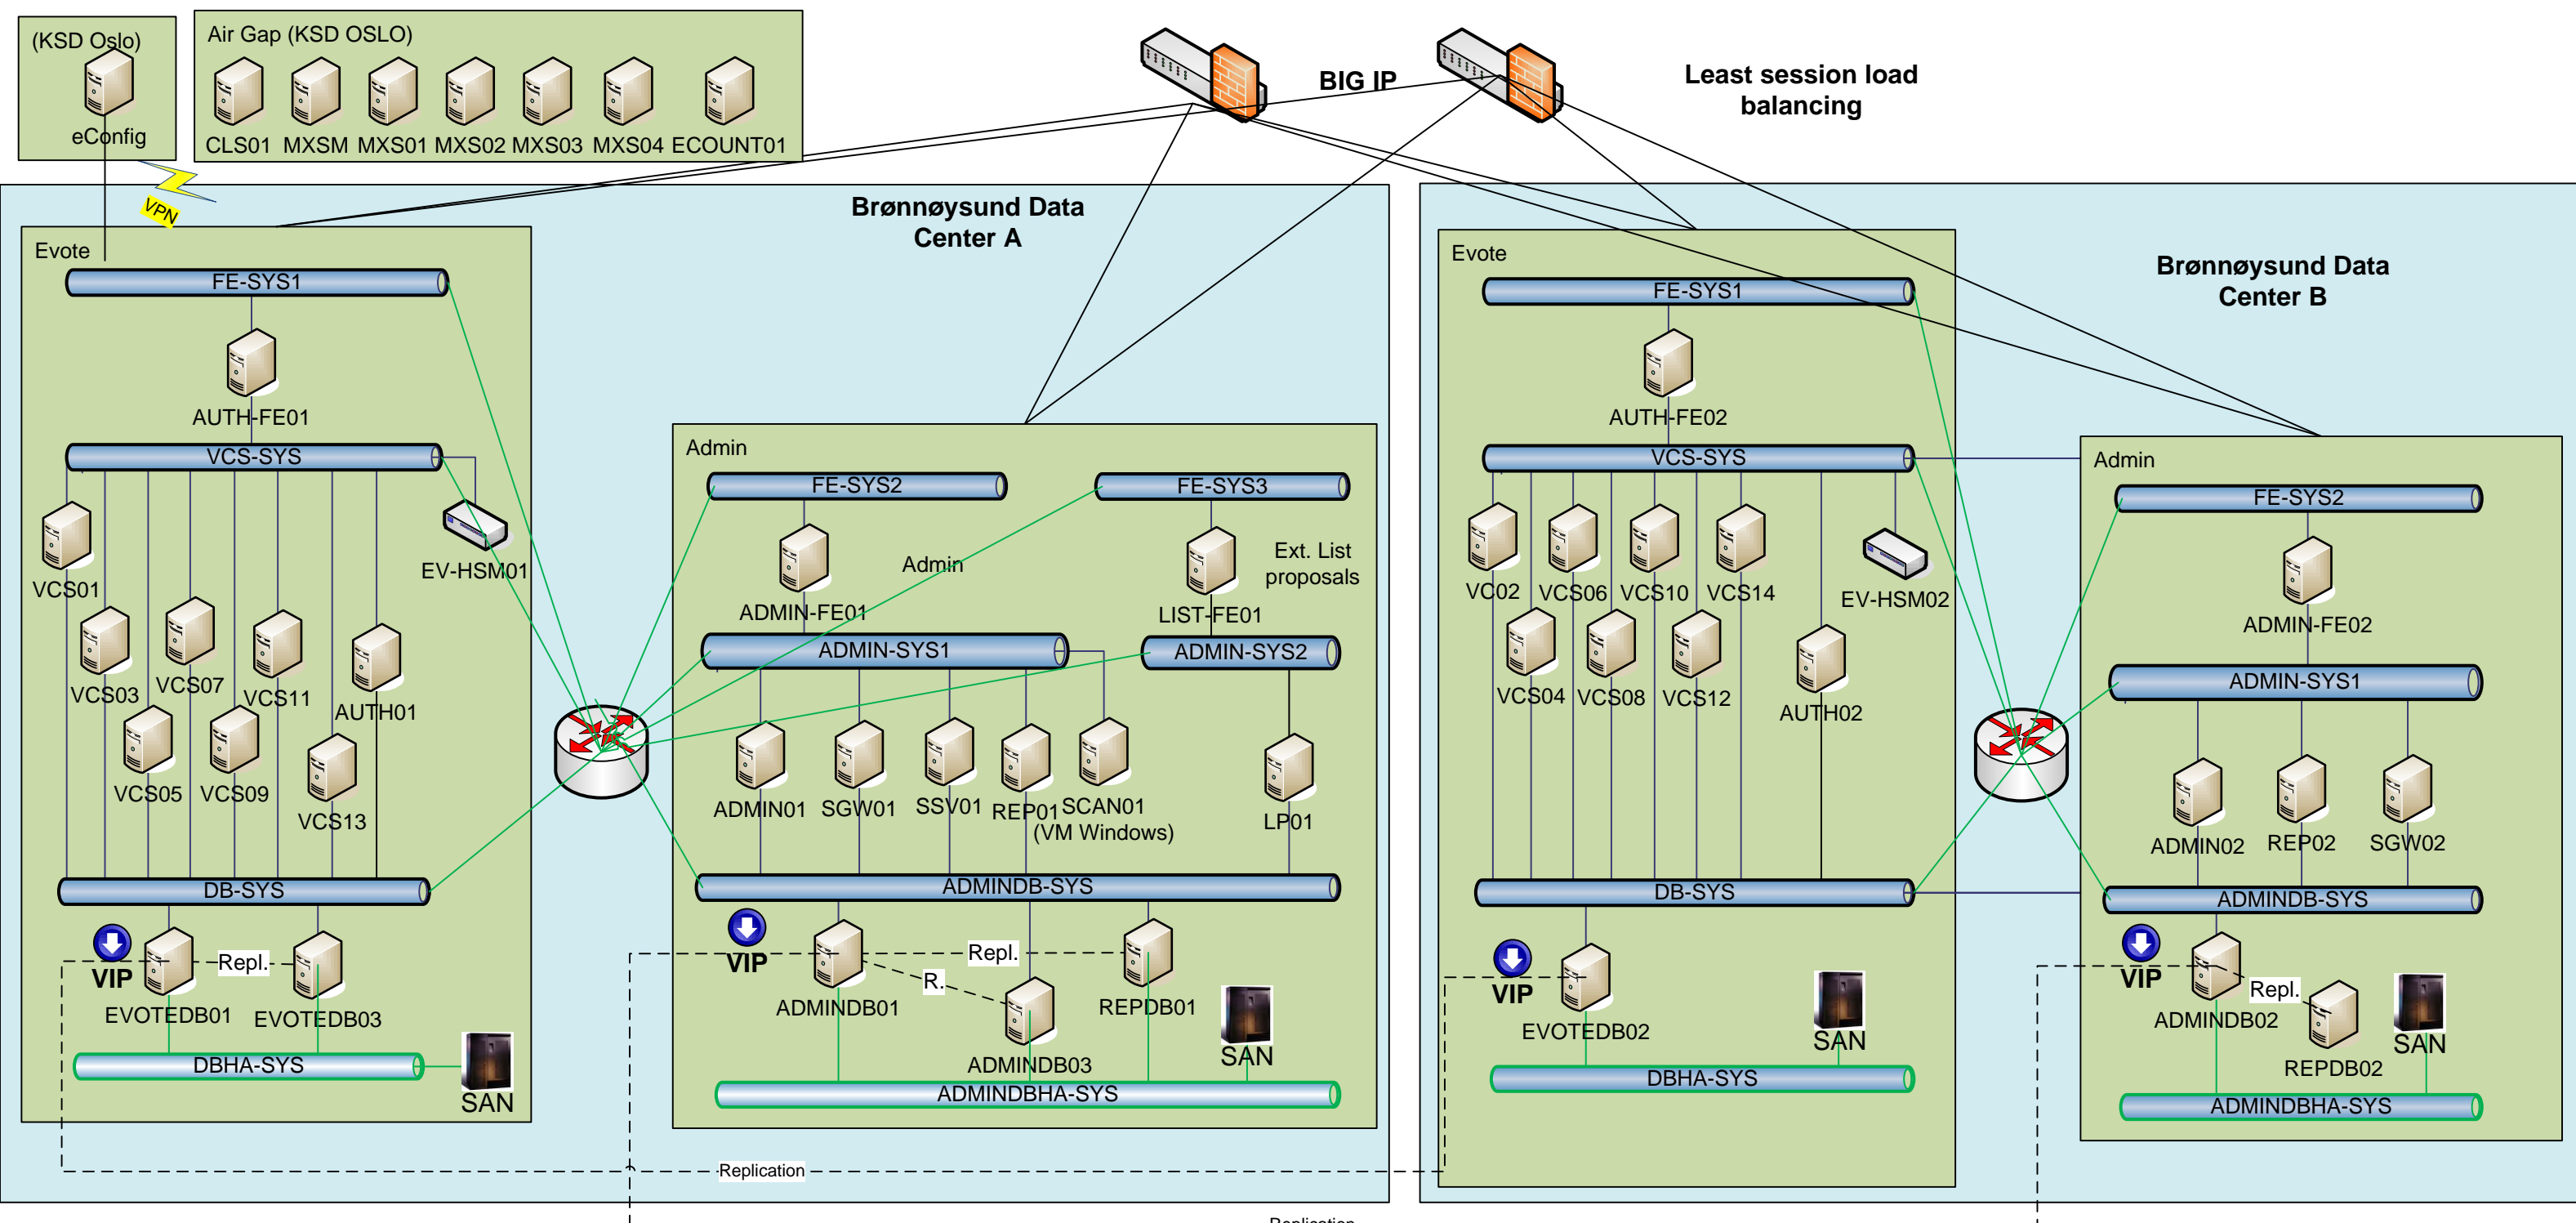 (KSD Oslo)
eConfig
Air Gap (KSD OSLO)
CLS01 MXSM MXS01 MXS02 MXS03 MXS04 ECOUNT01
BIG IP
Least session load
balancing
VPN
Brønnøysund Data
Center A
Evote
FE-SYS1
AUTH-FE01
VCS-SYS
EV-HSM01
VCS01
VCS03
VCS07
VCS11
AUTH01
VCS05
VCS09
VCS13
DB-SYS
VIP
Repl.
EVOTEDB01
EVOTEDB03
DBHA-SYS
SAN
Admin
FE-SYS2
FE-SYS3
Admin
Ext. List
proposals
ADMIN-FE01
LIST-FE01
ADMIN-SYS1
ADMIN-SYS2
ADMIN01
SGW01
SSV01
REP01
SCAN01
(VM Windows)
LP01
ADMINDB-SYS
VIP
Repl.
R.
ADMINDB01
REPDB01
ADMINDB03
SAN
ADMINDBHA-SYS
Replication
Brønnøysund Data
Center B
Evote
FE-SYS1
AUTH-FE02
VCS-SYS
VC02
VCS06
VCS10
VCS14
EV-HSM02
VCS04
VCS08
VCS12
AUTH02
DB-SYS
VIP
EVOTEDB02
SAN
DBHA-SYS
Admin
FE-SYS2
ADMIN-FE02
ADMIN-SYS1
ADMIN02
REP02
SGW02
ADMINDB-SYS
VIP
Repl.
ADMINDB02
REPDB02
SAN
ADMINDBHA-SYS
Replication